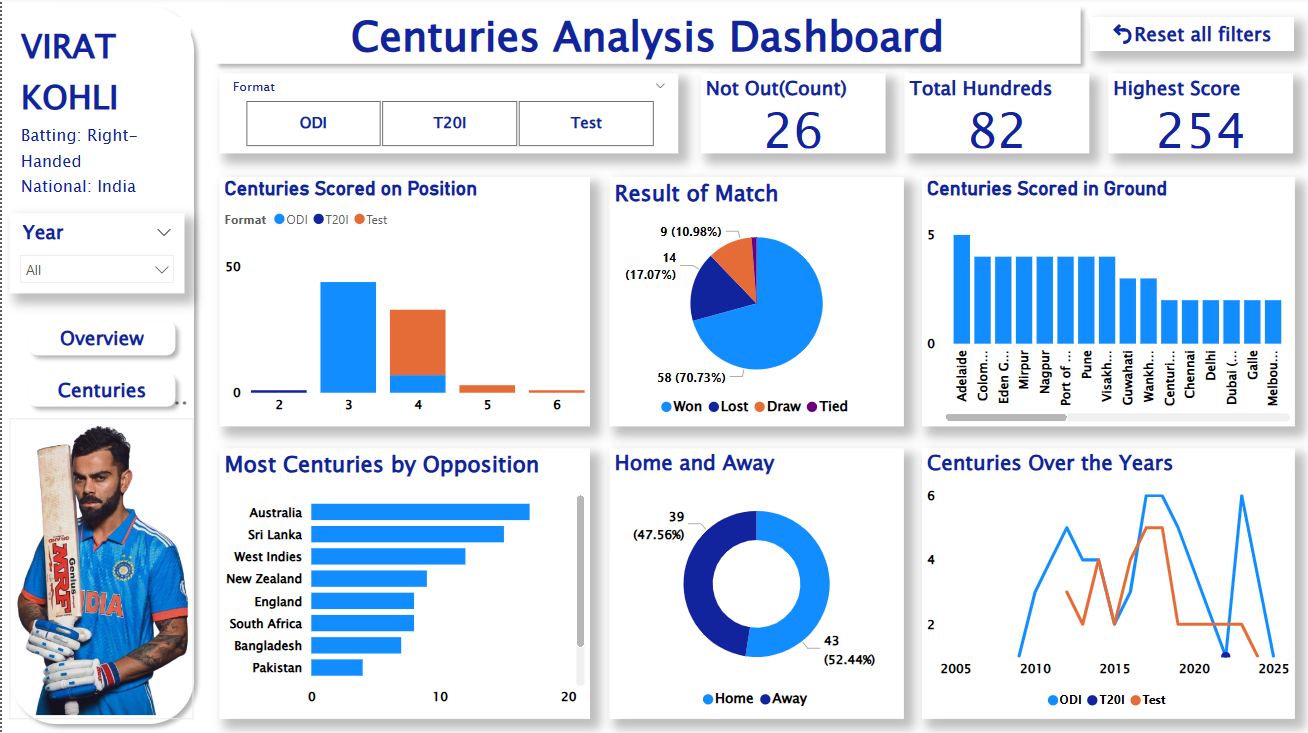 VIRAT
KOHLI
Batting: Right-
Handed
National: India
Year
All
Overview
Centuries
Centuries Analysis Dashboard
Reset all filters
Format
ODI T20I Test
Not Out(Count)
26
Total Hundreds
82
Highest Score
254
Centuries Scored on Position
Format ODI T20I Test
50
0
2 3 4 5 6
Result of Match
9 (10.98%)
14
(17.07%)
58 (70.73%)
Won Lost Draw Tied
Centuries Scored in Ground
5
0
Adelaide
Colom...
Eden G...
Mirpur
Nagpur
Port of ...
Pune
Visakh...
Guwahati
Wankh...
Centuri...
Chennai
Delhi
Dubai (...
Galle
Melbou...
Most Centuries by Opposition
Australia
Sri Lanka
West Indies
New Zealand
England
South Africa
Bangladesh
Pakistan
0 10 20
Home and Away
39
(47.56%)
43
(52.44%)
Home Away
Centuries Over the Years
6
4
2
2005 2010 2015 2020 2025
ODI T20I Test
MRF
Genius